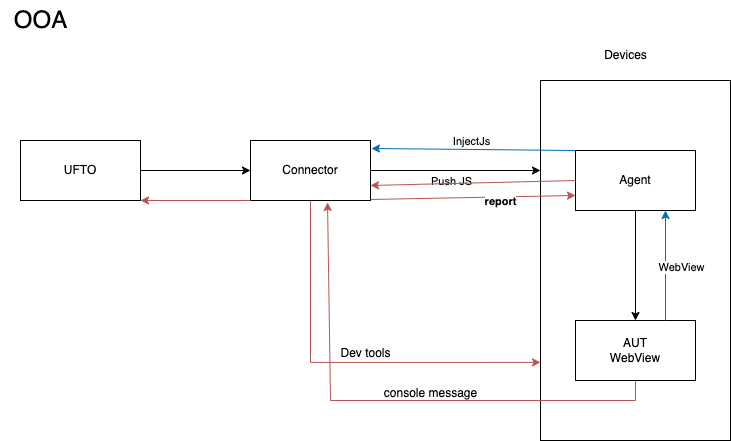 OOA
Devices
InjectJs
UFTO
Connector
Agent
Push JS
report
WebView
AUT
WebView
Dev tools
console message